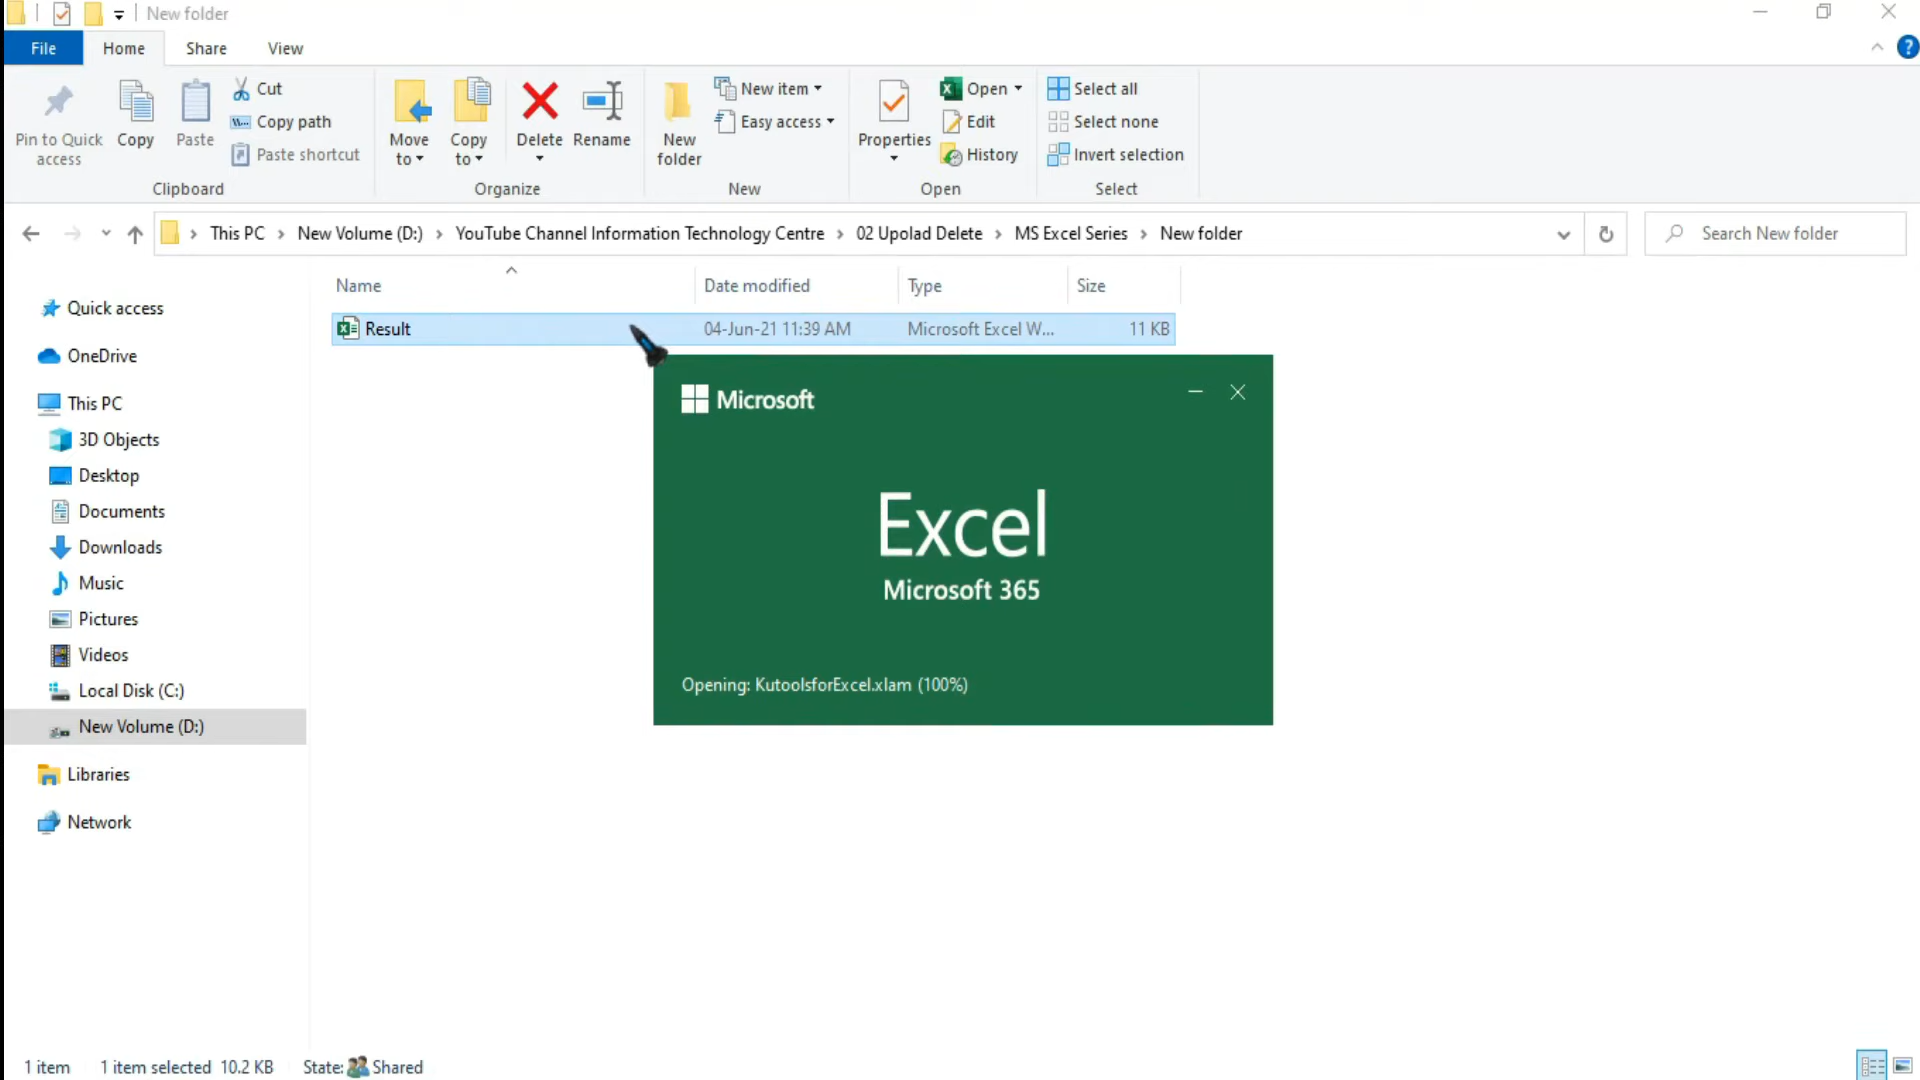 New folder
File Home Share View
Pin to Quick access
Copy
Paste
Cut
Copy path
Paste shortcut
Clipboard
Move to
Copy to
Delete
Rename
Organize
New folder
New item
Easy access
New
Properties
Open
Edit
History
Open
Select all
Select none
Invert selection
Select
This PC > New Volume (D:) > YouTube Channel Information Technology Centre > 02 Upolad Delete > MS Excel Series > New folder
Search New folder
Name Date modified Type Size
Result 04-Jun-21 11:39 AM Microsoft Excel W... 11 KB
Quick access
OneDrive
This PC
3D Objects
Desktop
Documents
Downloads
Music
Pictures
Videos
Local Disk (C:)
New Volume (D:)
Libraries
Network
Microsoft
Excel
Microsoft 365
Opening: KutoolsforExcel.xlam (100%)
1 item 1 item selected 10.2 KB State: Shared